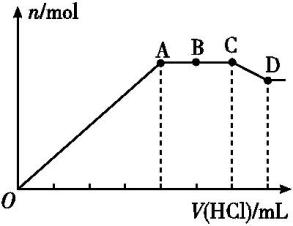 n/mol
A B C
D
O
V(HCl)/mL